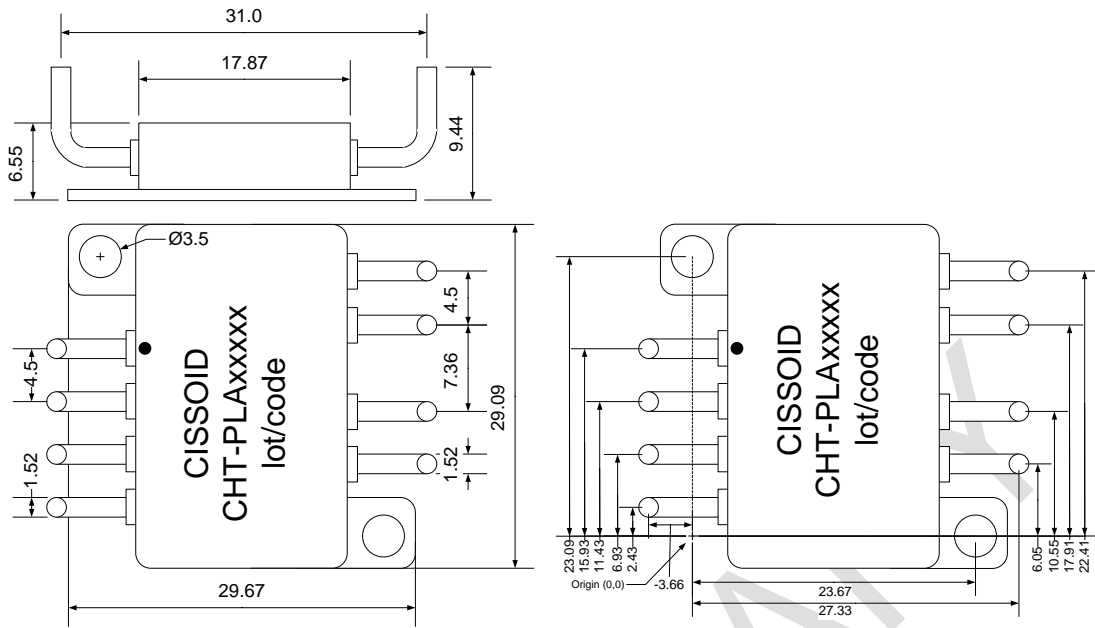 31.0
17.87
6.55
9.44
Ø3.5
4.5
7.36
29.09
1.52
4.5
1.52
CISSOID
CHT-PLAxxxxx
lot/code
29.67
CISSOID
CHT-PLAxxxxx
lot/code
23.09
15.93
11.43
6.93
2.43
Origin (0,0)
-3.66
23.67
27.33
6.05
10.55
17.91
22.41